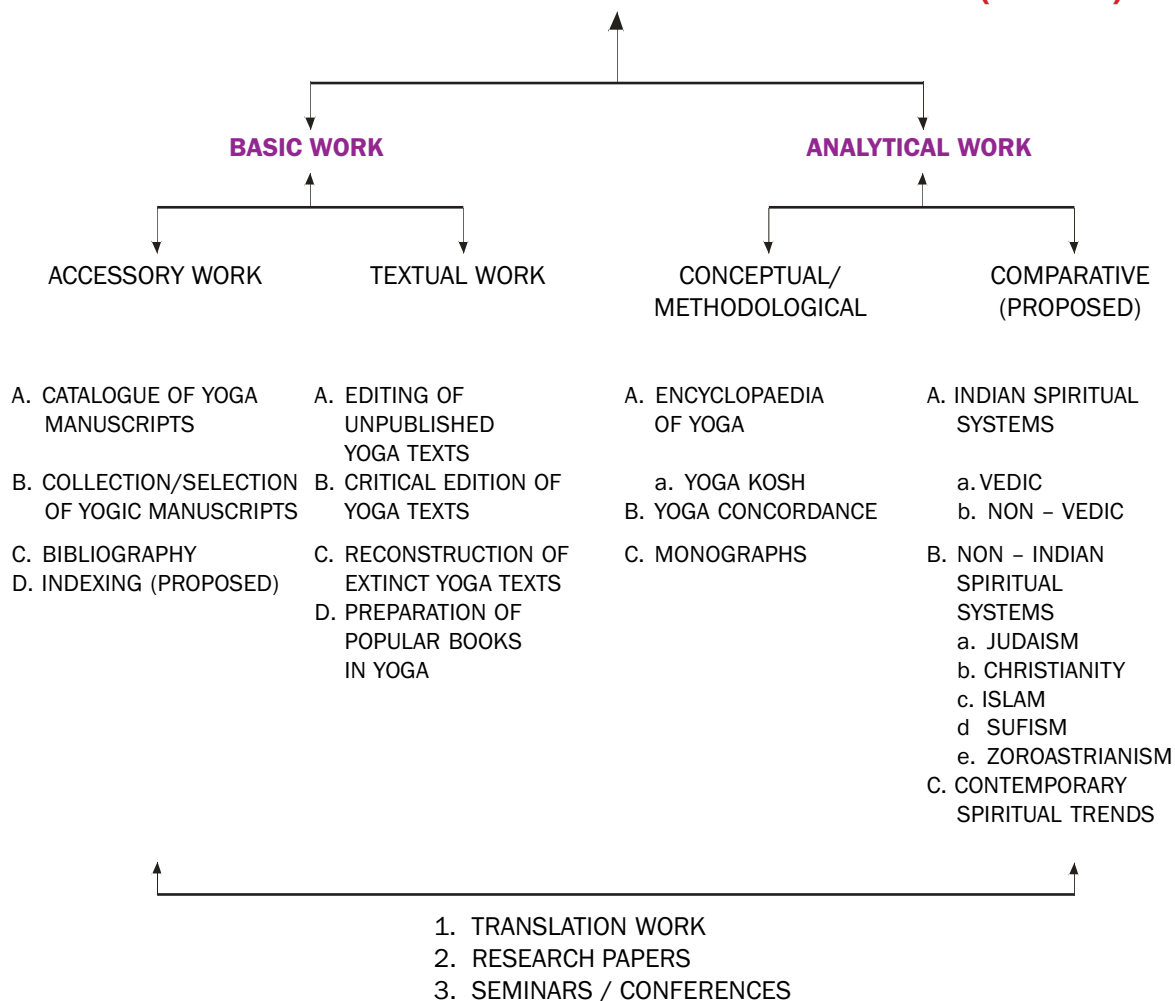 BASIC WORK
ANALYTICAL WORK
ACCESSORY WORK
TEXTUAL WORK
CONCEPTUAL/
METHODOLOGICAL
COMPARATIVE
(PROPOSED)
A. CATALOGUE OF YOGA
MANUSCRIPTS
B. COLLECTION/SELECTION
OF YOGIC MANUSCRIPTS
C. BIBLIOGRAPHY
D. INDEXING (PROPOSED)
A. EDITING OF
UNPUBLISHED
YOGA TEXTS
B. CRITICAL EDITION OF
YOGA TEXTS
C. RECONSTRUCTION OF
EXTINCT YOGA TEXTS
D. PREPARATION OF
POPULAR BOOKS
IN YOGA
A. ENCYCLOPAEDIA
OF YOGA
a. YOGA KOSH
B. YOGA CONCORDANCE
C. MONOGRAPHS
A. INDIAN SPIRITUAL
SYSTEMS
a. VEDIC
b. NON – VEDIC
B. NON – INDIAN
SPIRITUAL
SYSTEMS
a. JUDAISM
b. CHRISTIANITY
c. ISLAM
d SUFISM
e. ZOROASTRIANISM
C. CONTEMPORARY
SPIRITUAL TRENDS
1. TRANSLATION WORK
2. RESEARCH PAPERS
3. SEMINARS / CONFERENCES